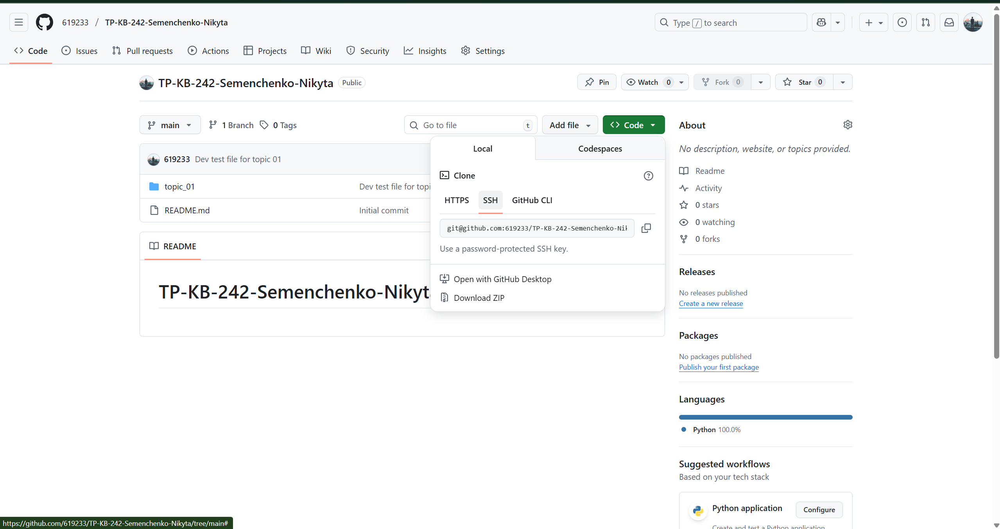 619233 / TP-KB-242-Semenchenko-Nikyta
Type / to search
Code Issues Pull requests Actions Projects Wiki Security Insights Settings
TP-KB-242-Semenchenko-Nikyta Public
Pin Watch 0 Fork 0 Star 0
main 1 Branch 0 Tags
Go to file t Add file Code
619233 Dev test file for topic 01
topic_01 Dev test file for topi
README.md Initial commit
README
TP-KB-242-Semenchenko-Nikyt
Local Codespaces
Clone
HTTPS SSH GitHub CLI
git@github.com:619233/TP-KB-242-Semenchenko-Nik
Use a password-protected SSH key.
Open with GitHub Desktop
Download ZIP
About
No description, website, or topics provided.
Readme
Activity
0 stars
0 watching
0 forks
Releases
No releases published
Create a new release
Packages
No packages published
Publish your first package
Languages
Python 100.0%
Suggested workflows
Based on your tech stack
Python application Configure
Create and test a Python application
https://github.com/619233/TP-KB-242-Semenchenko-Nikyta/tree/main#